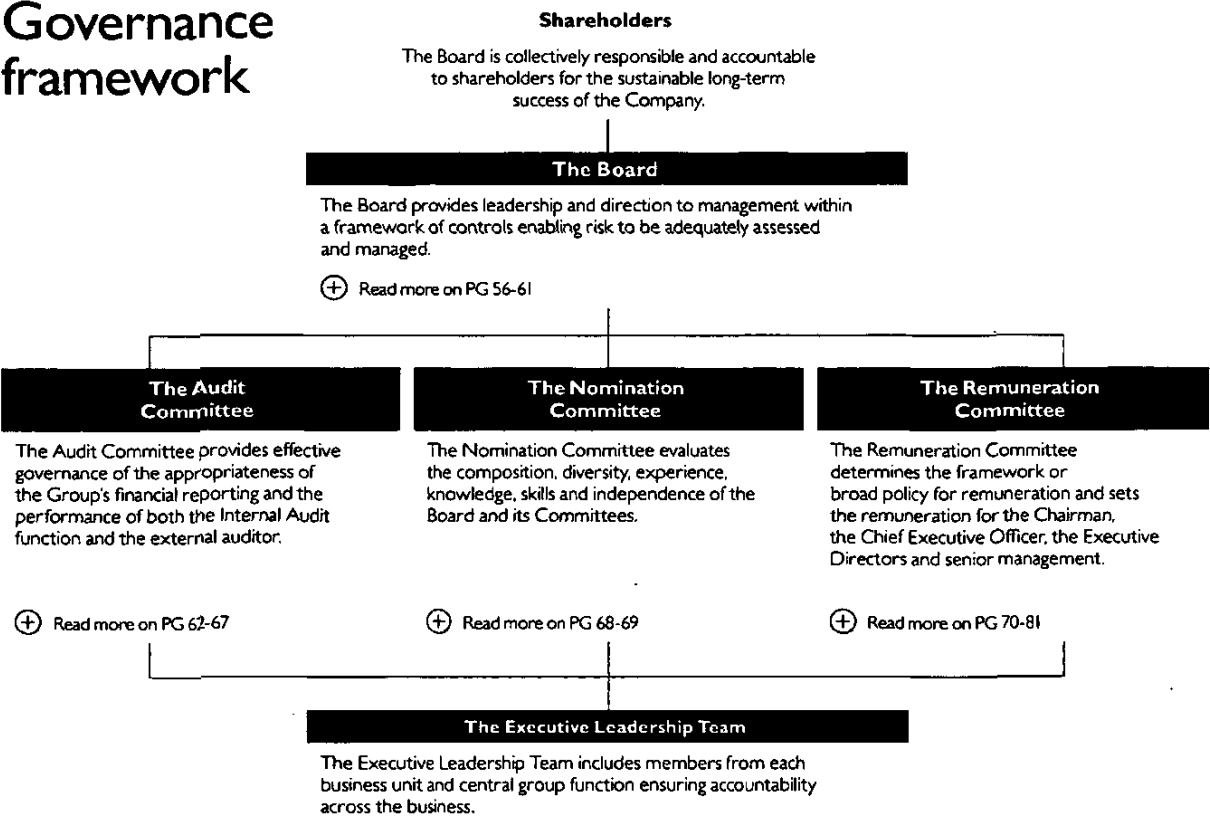 Governance
framework
Shareholders
The Board is collectively responsible and accountable
to shareholders for the sustainable long-term
success of the Company.
The Board
The Board provides leadership and direction to management within
a framework of controls enabling risk to be adequately assessed
and managed.
Read more on PG 56-61
The Audit
Committee
The Audit Committee provides effective
governance of the appropriateness of
the Group's financial reporting and the
performance of both the Internal Audit
function and the external auditor.
Read more on PG 62-67
The Nomination
Committee
The Nomination Committee evaluates
the composition, diversity, experience,
knowledge, skills and independence of the
Board and its Committees.
Read more on PG 68-69
The Remuneration
Committee
The Remuneration Committee
determines the framework or
broad policy for remuneration and sets
the remuneration for the Chairman,
the Chief Executive Officer, the Executive
Directors and senior management.
Read more on PG 70-81
The Executive Leadership Team
The Executive Leadership Team includes members from each
business unit and central group function ensuring accountability
across the business.